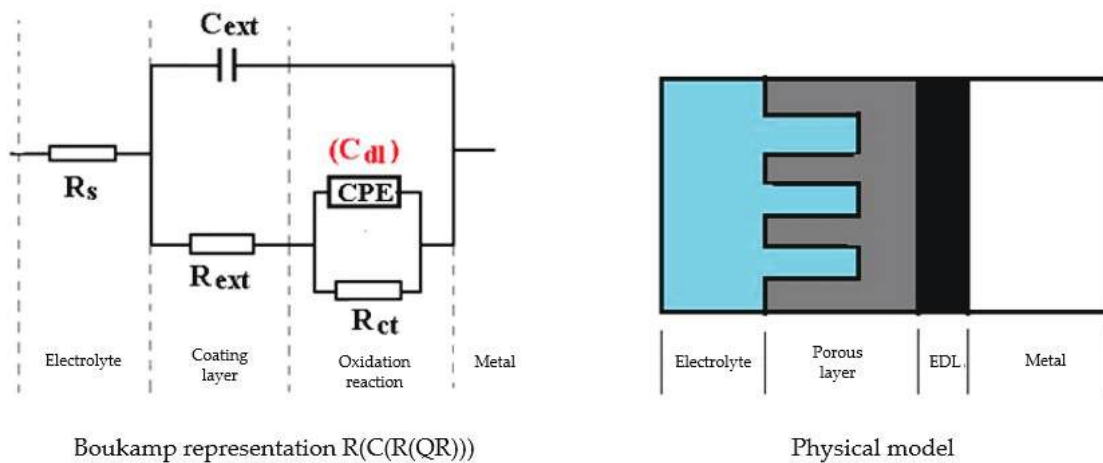 Cext
(Cdl)
CPE
Rs
Rext
Rct
Electrolyte
Coating
layer
Oxidation
reaction
Metal
Boukamp representation R(C(R(QR)))
Electrolyte
Porous
layer
EDL
Metal
Physical model